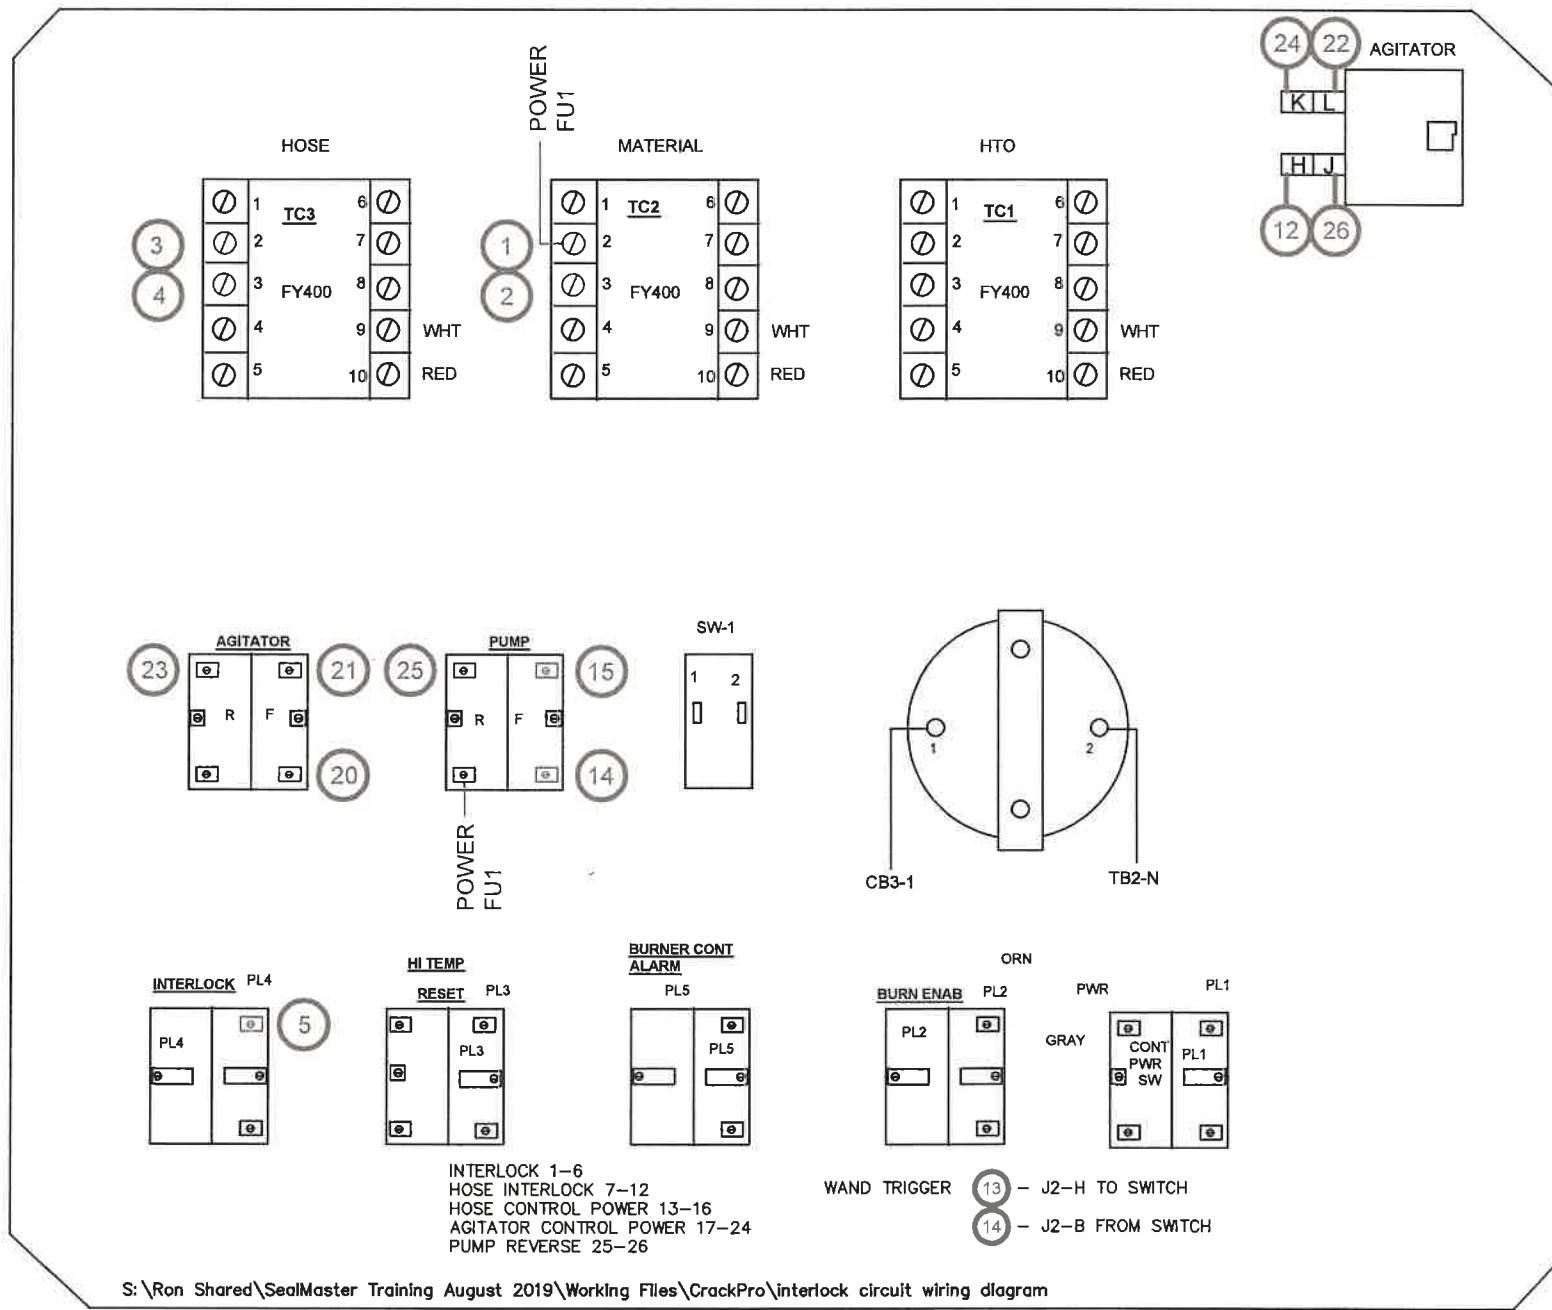 24 22 AGITATOR
K L
H J
12 26
POWER
FU1
HOSE
MATERIAL
HTO
1 TC3 6
2 7
3 FY400 8
4 9 WHT
5 10 RED
3
4
1 TC2 6
2 7
3 FY400 8
4 9 WHT
5 10 RED
1
2
1 TC1 6
2 7
3 FY400 8
4 9 WHT
5 10 RED
AGITATOR
23 21
R F
20
PUMP
25 15
R F
14
POWER
FU1
SW-1
1 2
1 2
CB3-1 TB2-N
INTERLOCK PL4
PL4
5
HI TEMP
RESET PL3
PL3
BURNER CONT
ALARM
PL5
PL5
ORN
BURN ENAB PL2
PL2
PWR PL1
GRAY
CONT
PWR
SW
PL1
INTERLOCK 1-6
HOSE INTERLOCK 7-12
HOSE CONTROL POWER 13-16
AGITATOR CONTROL POWER 17-24
PUMP REVERSE 25-26
WAND TRIGGER 13 - J2-H TO SWITCH
14 - J2-B FROM SWITCH
S:\Ron Shared\SealMaster Training August 2019\Working Files\CrackPro\interlock circuit wiring diagram